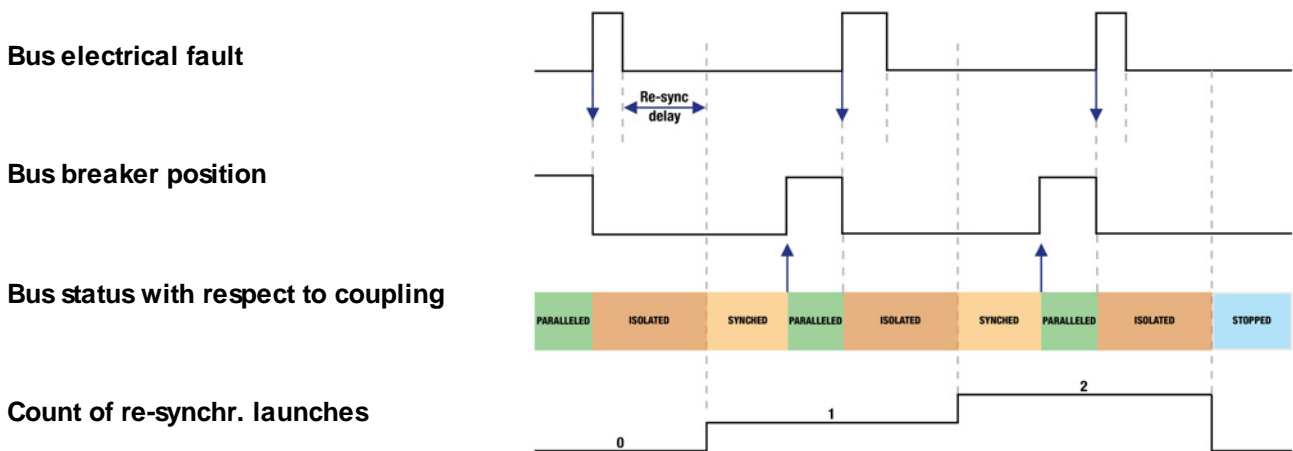 Bus electrical fault
Re-sync
delay
Bus breaker position
Bus status with respect to coupling
PARALLELED ISOLATED SYNCHED PARALLELED ISOLATED SYNCHED PARALLELED ISOLATED STOPPED
Count of re-synchr. launches
0
1
2